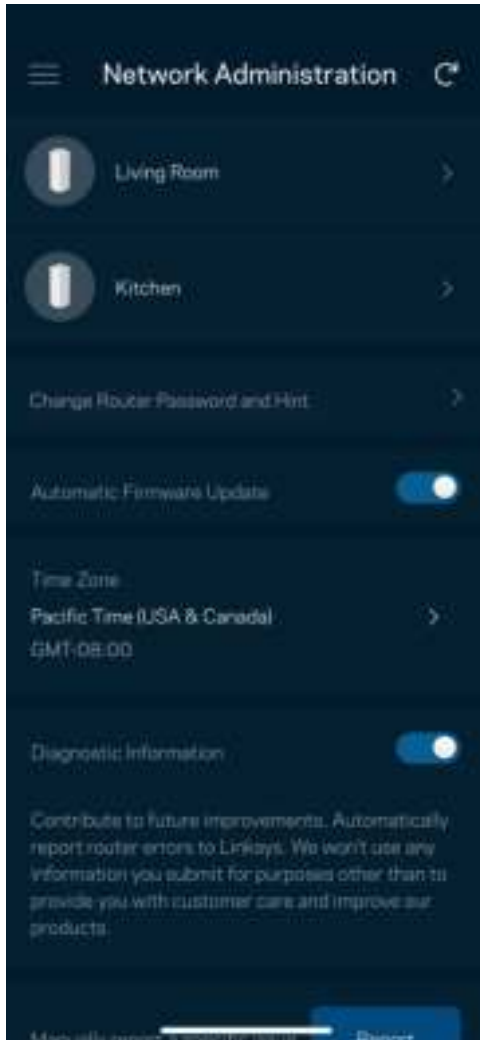 Network Administration
Living Room
Kitchen
Change Router Password and Hint
Automatic Firmware Update
Time Zone
Pacific Time (USA & Canada)
GMT-08:00
Diagnostic Information
Contribute to future improvements. Automatically
report router errors to Linksys. We won't use any
information you submit for purposes other than to
provide you with customer care and improve our
products.
Manually report
Report